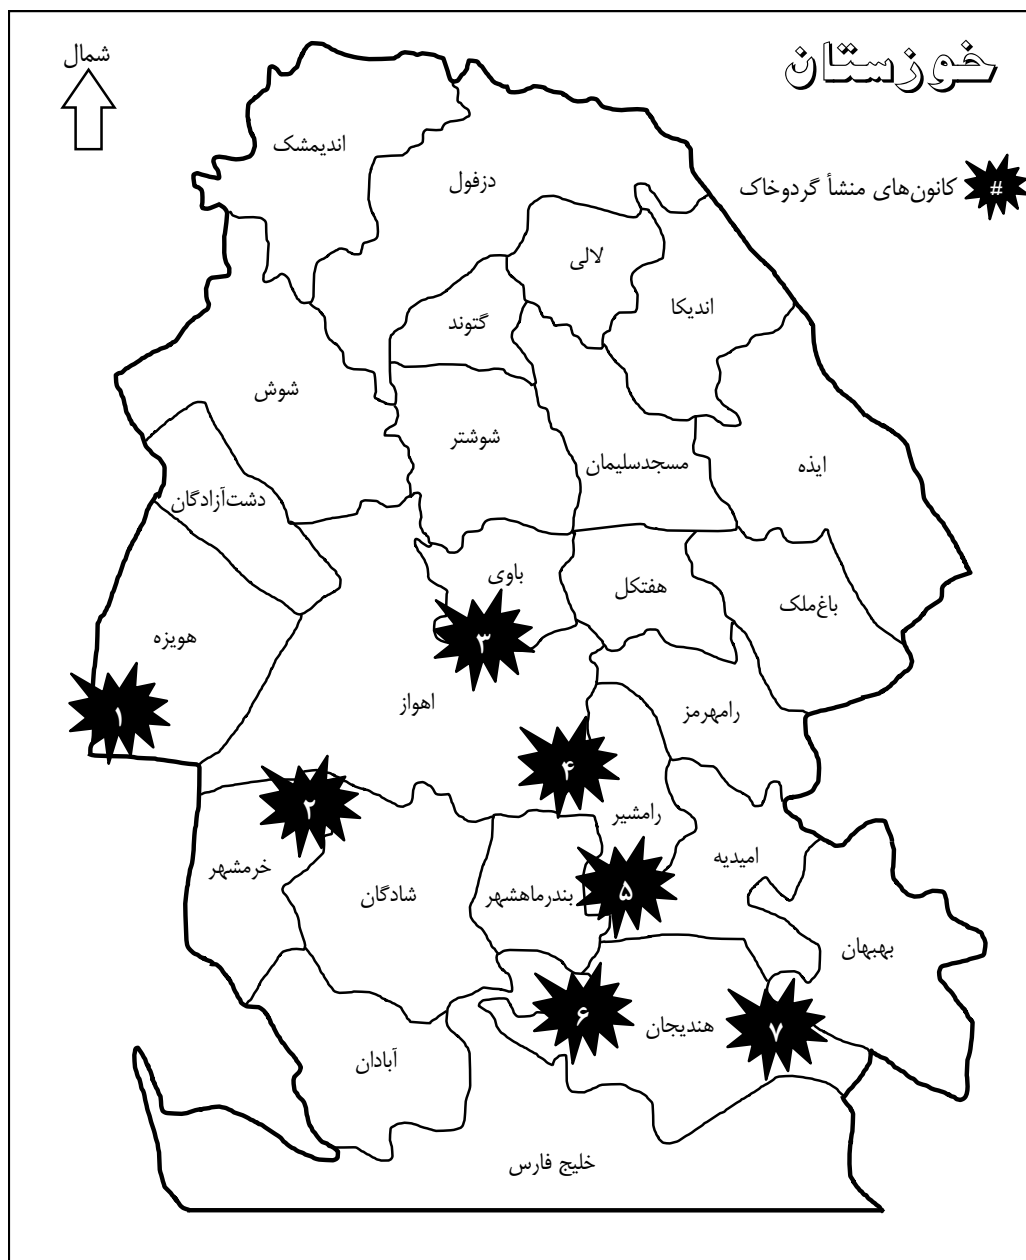 خوزستان
شمال
# کانون‌های منشأ گردوخاک
اندیمشک
دزفول
لالی
اندیکا
گتوند
شوش
شوشتر
مسجدسلیمان
ایذه
دشت‌آزادگان
باوی
هفتکل
باغ‌ملک
هویزه
۳
اهواز
رامهرمز
۱
۴
۲
رامشیر
امیدیه
خرمشهر
شادگان
بندرماهشهر
۵
بهبهان
۶
هندیجان
۷
آبادان
خلیج فارس